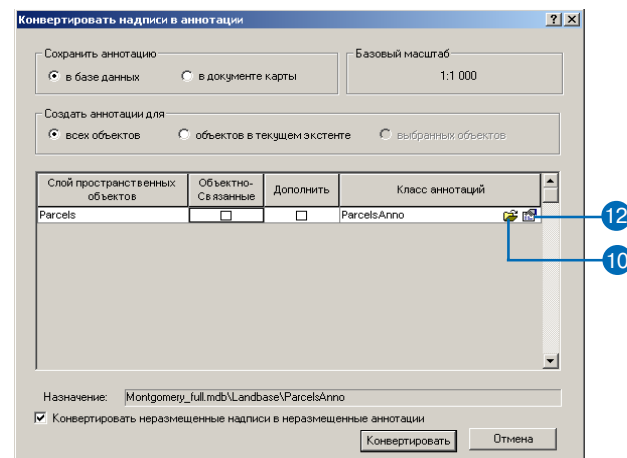 Конвертировать надписи в аннотации
Сохранить аннотацию
в базе данных
в документе карты
Базовый масштаб
1:1 000
Создать аннотации для
всех объектов
объектов в текущем экстенте
выбранных объектов
Слой пространственных объектов
Объектно-Связанные
Дополнить
Класс аннотаций
Parcels
ParcelsAnno
12
10
Назначение:
Montgomery_full.mdb\Landbase\ParcelsAnno
Конвертировать неразмещенные надписи в неразмещенные аннотации
Конвертировать
Отмена